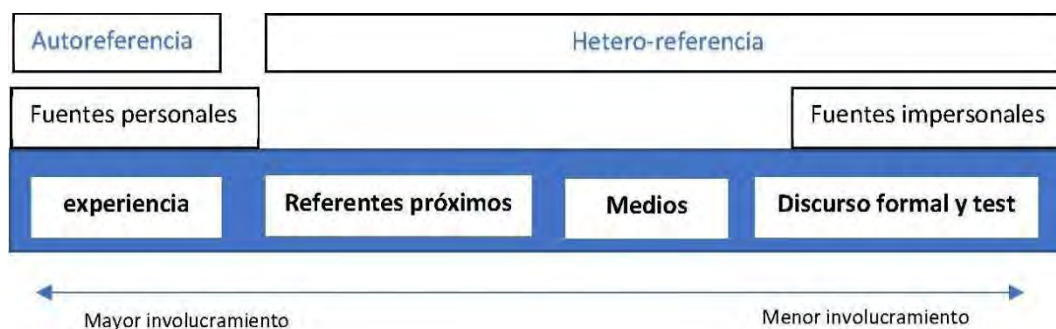 Autoreferencia
Hetero-referencia
Fuentes personales
Fuentes impersonales
experiencia
Referentes próximos
Medios
Discurso formal y test
Mayor involucramiento
Menor involucramiento